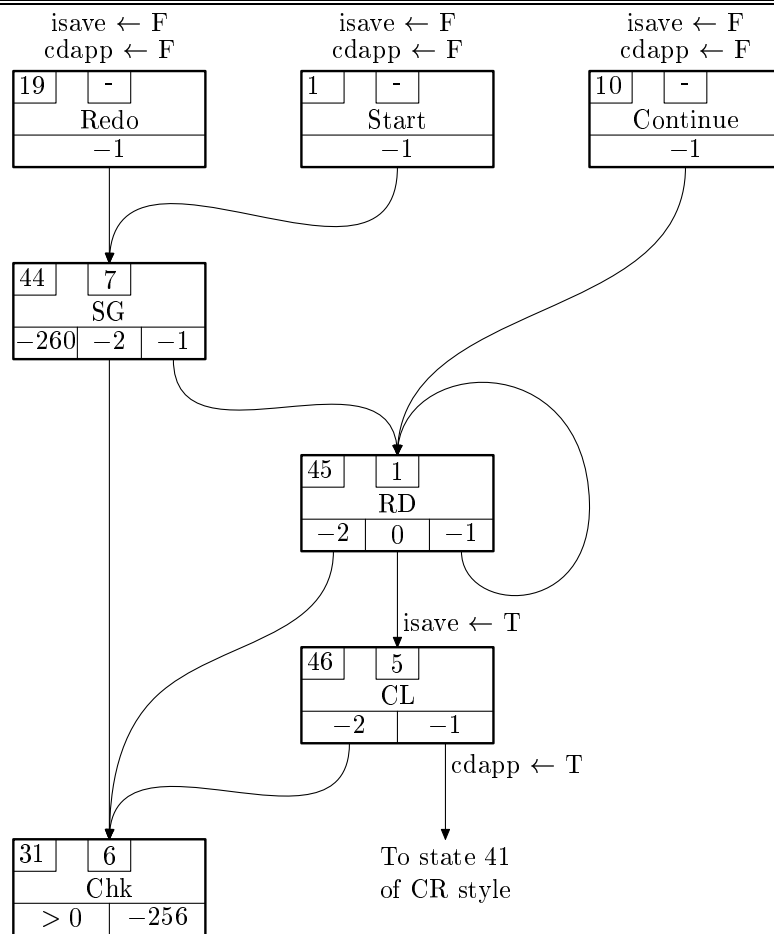 isave ← F isave ← F isave ← F
cdapp ← F cdapp ← F cdapp ← F
19 - 1 - 10 -
Redo Start Continue
−1 −1 −1
44 7
SG
−260 −2 −1
45 1
RD
−2 0 −1
isave ← T
46 5
CL
−2 −1
cdapp ← T
31 6
To state 41
Chk
of CR style
> 0 −256